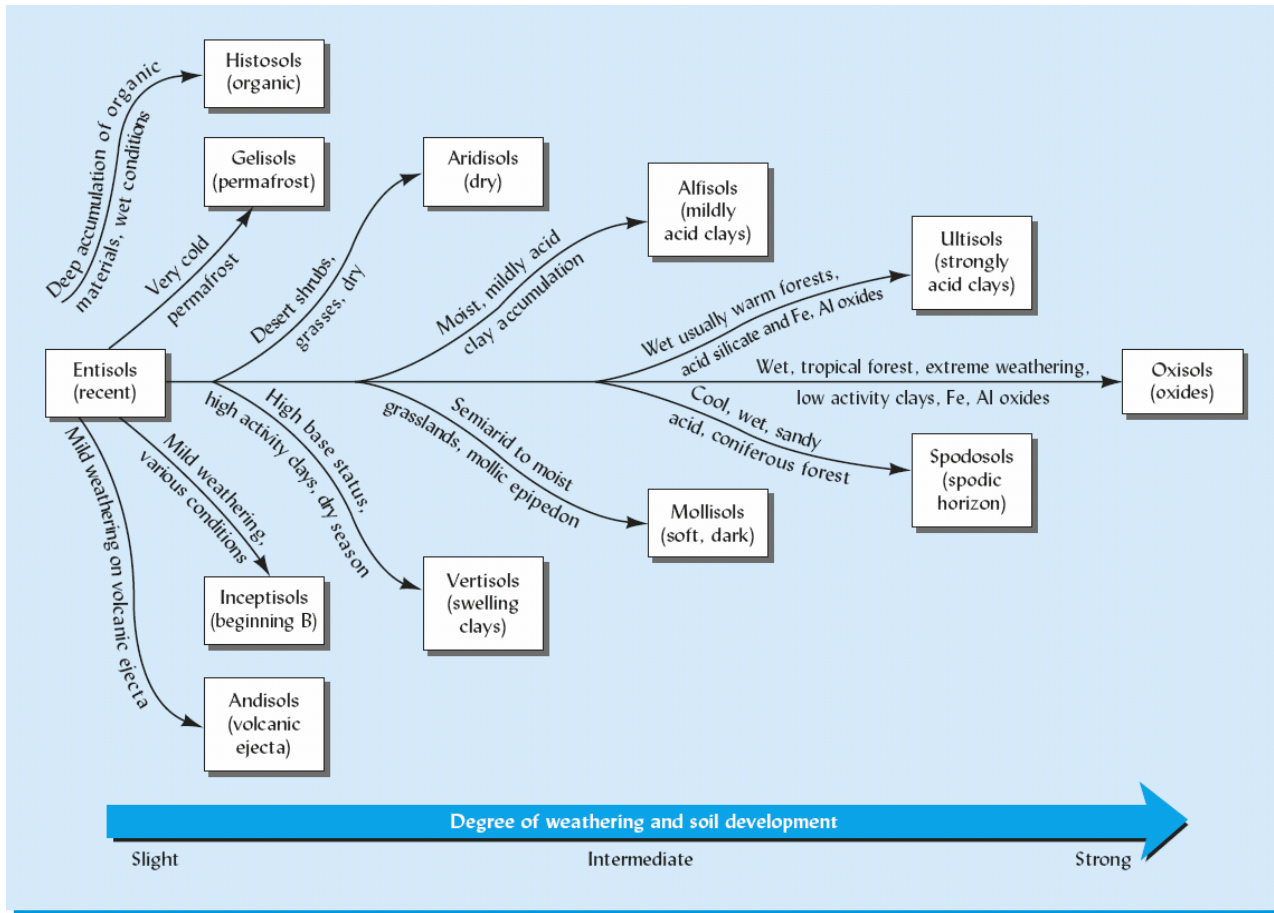 Histosols
(organic)
Deep accumulation of organic
materials, wet conditions
Gelisols
(permafrost)
Very cold
permafrost
Aridisols
(dry)
Desert shrubs,
grasses, dry
Alfisols
(mildly
acid clays)
Moist, mildly acid
clay accumulation
Ultisols
(strongly
acid clays)
Wet usually warm forests,
acid silicate and Fe, Al oxides
Entisols
(recent)
Wet, tropical forest, extreme weathering,
low activity clays, Fe, Al oxides
Oxisols
(oxides)
Cool, wet, sandy
acid, coniferous forest
Spodosols
(spodic
horizon)
Semiarid to moist
grasslands, mollic epipedon
Mollisols
(soft, dark)
High base status,
high activity clays, dry season
Vertisols
(swelling
clays)
Mild weathering,
various conditions
Inceptisols
(beginning B)
Mild weathering on volcanic ejecta
Andisols
(volcanic
ejecta)
Degree of weathering and soil development
Slight
Intermediate
Strong